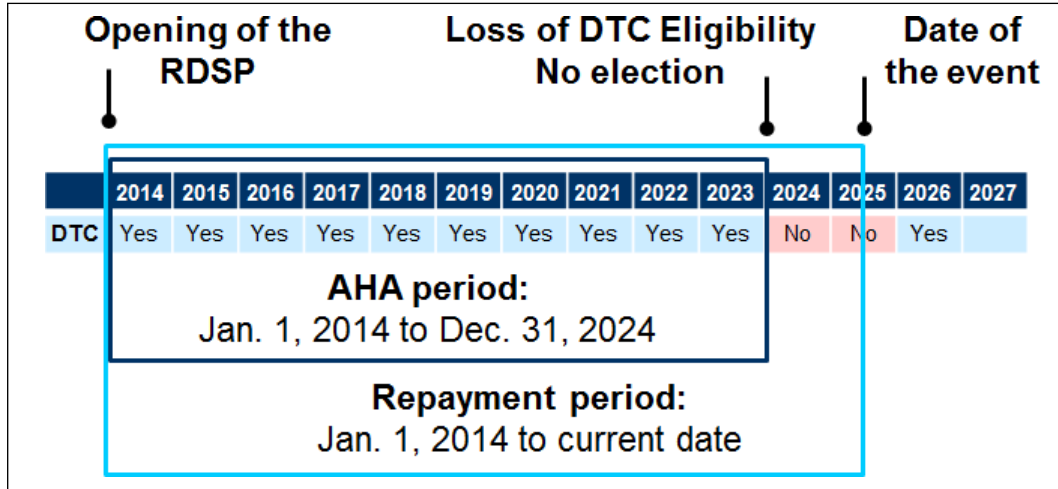 Opening of the
RDSP
Loss of DTC Eligibility
No election
Date of
the event
2014 2015 2016 2017 2018 2019 2020 2021 2022 2023 2024 2025 2026 2027
DTC Yes Yes Yes Yes Yes Yes Yes Yes Yes Yes No No Yes
AHA period:
Jan. 1, 2014 to Dec. 31, 2024
Repayment period:
Jan. 1, 2014 to current date